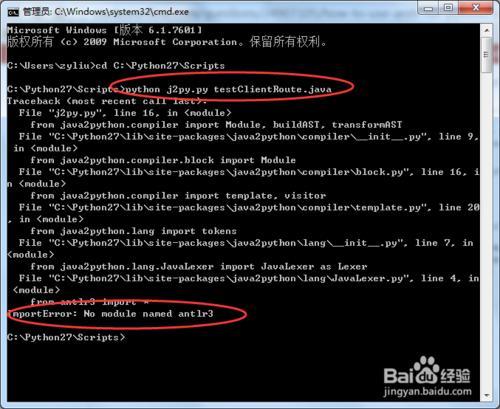 管理员: C:\Windows\system32\cmd.exe
Microsoft Windows [版本 6.1.7601]
版权所有 (c) 2009 Microsoft Corporation。保留所有权利。
C:\Users\zyliu>cd C:\Python27\Scripts
C:\Python27\Scripts>python j2py.py testClientRoute.java
Traceback (most recent call last):
File "j2py.py", line 16, in <module>
from java2python.compiler import Module, buildAST, transformAST
File "C:\Python27\lib\site-packages\java2python\compiler\__init__.py", line 9,
in <module>
from java2python.compiler.block import Module
File "C:\Python27\lib\site-packages\java2python\compiler\block.py", line 16, i
n <module>
from java2python.compiler import template, visitor
File "C:\Python27\lib\site-packages\java2python\compiler\template.py", line 20
, in <module>
from java2python.lang import tokens
File "C:\Python27\lib\site-packages\java2python\lang\__init__.py", line 7, in
<module>
from java2python.lang.JavaLexer import JavaLexer as Lexer
File "C:\Python27\lib\site-packages\java2python\lang\JavaLexer.py", line 4, in
<module>
from antlr3 import *
ImportError: No module named antlr3
C:\Python27\Scripts>
Baidu 经验
jingyan.baidu.com